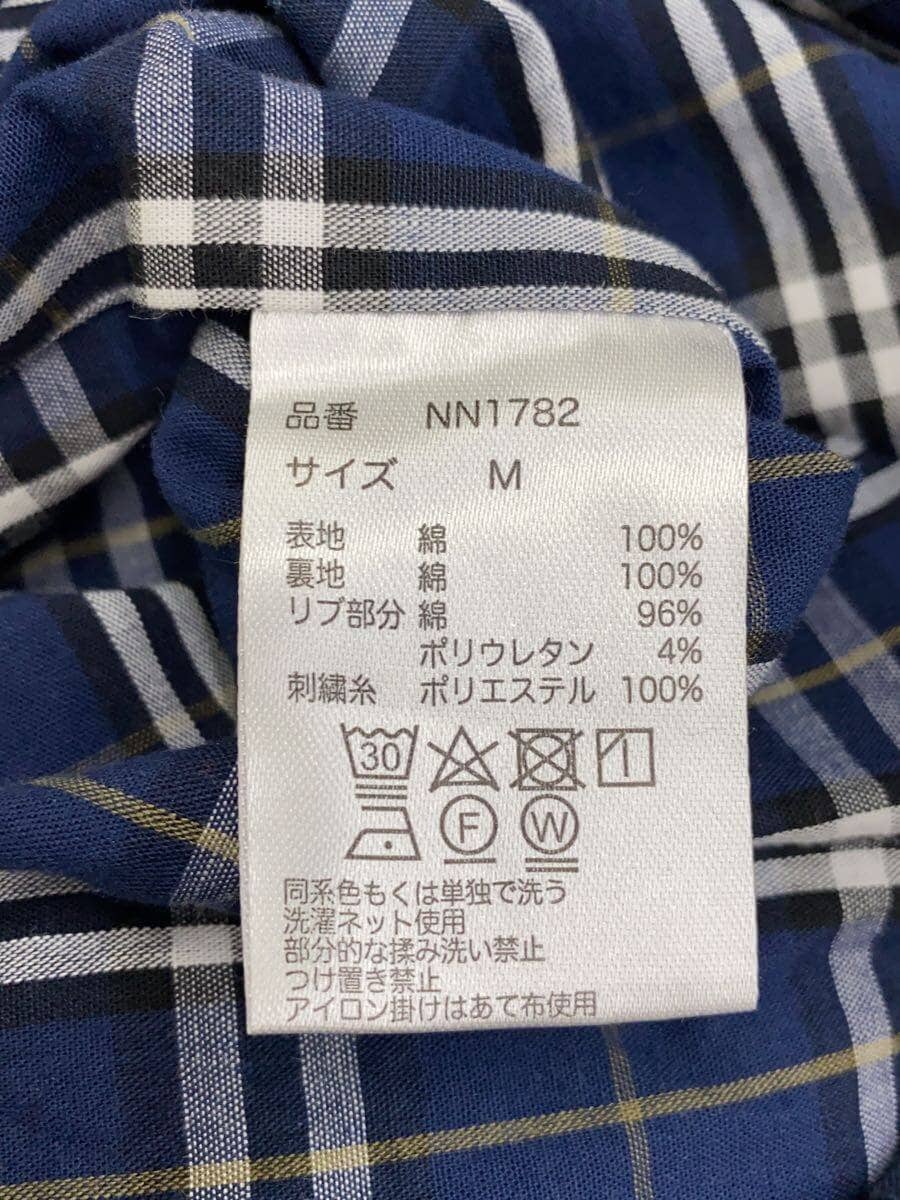 品番 NN1782
サイズ M
表地 綿 100%
裏地 綿 100%
リブ部分 綿 96%
ポリウレタン 4%
刺繍糸 ポリエステル 100%
30
F W
同系色もくは単独で洗う
洗濯ネット使用
部分的な揉み洗い禁止
つけ置き禁止
アイロン掛けはあて布使用